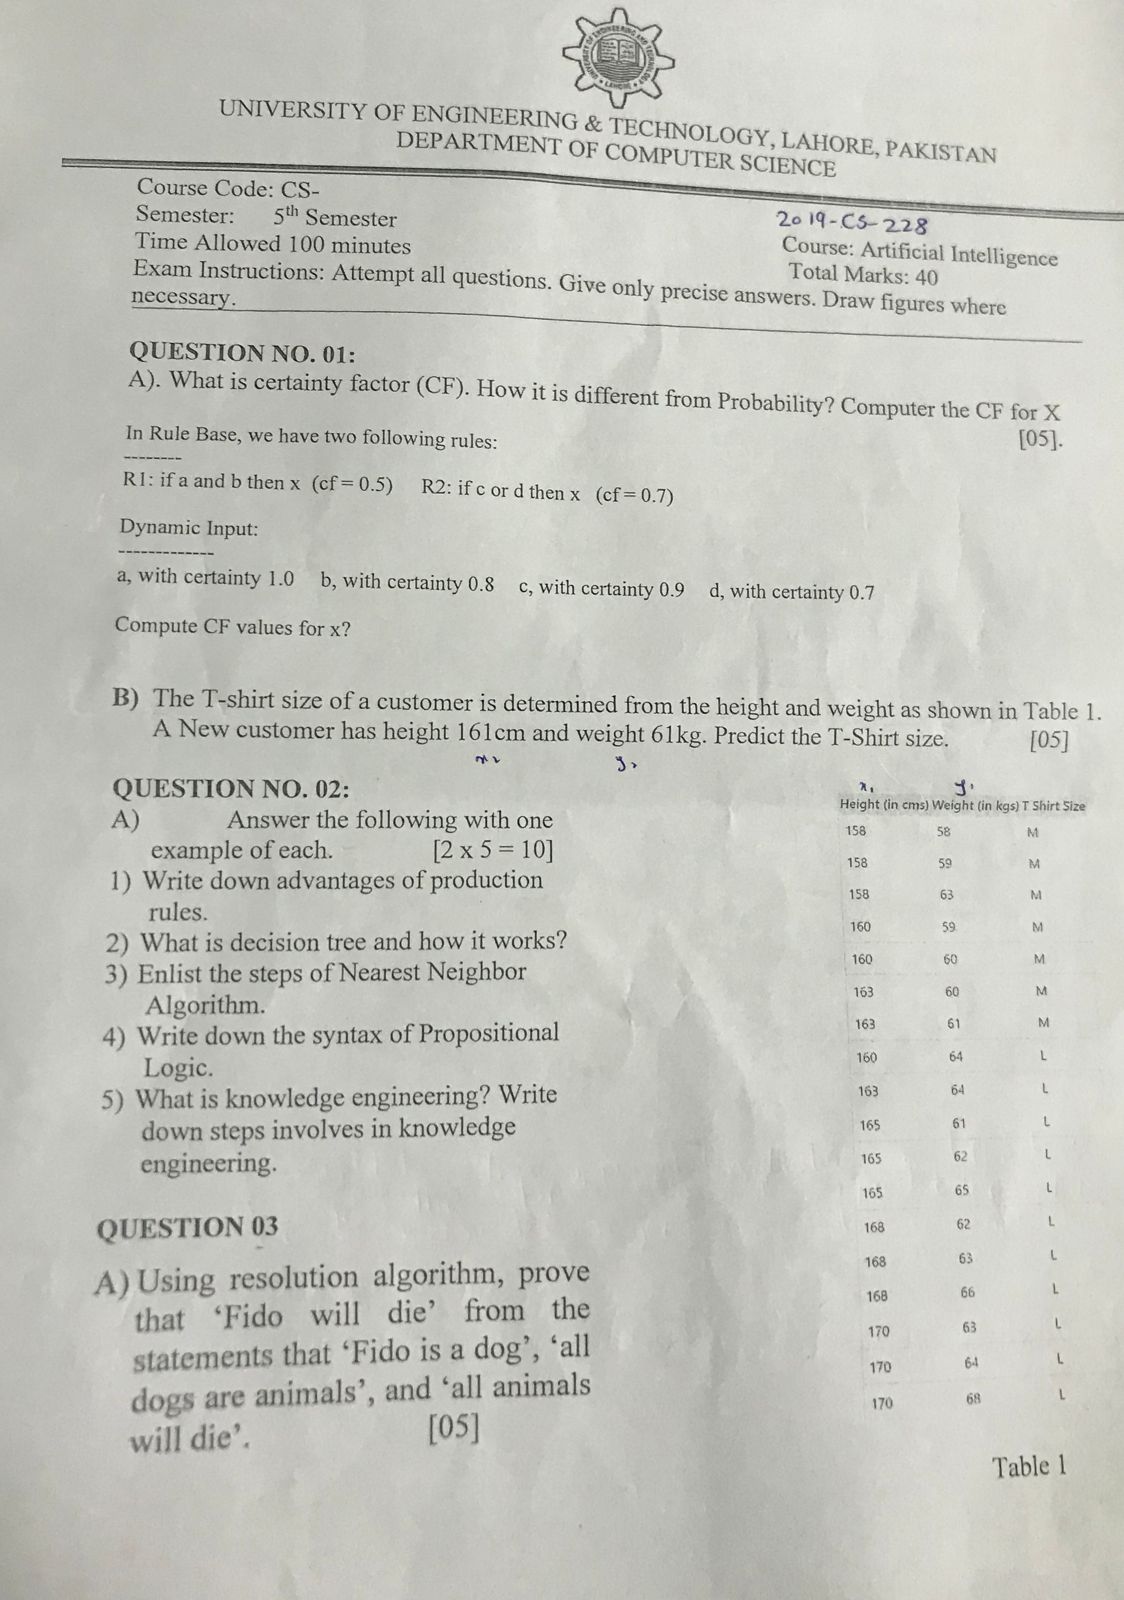 UNIVERSITY OF ENGINEERING & TECHNOLOGY, LAHORE, PAKISTAN
DEPARTMENT OF COMPUTER SCIENCE
Course Code: CS-
Semester: 5th Semester
2019-CS-228
Time Allowed 100 minutes
Course: Artificial Intelligence
Total Marks: 40
Exam Instructions: Attempt all questions. Give only precise answers. Draw figures where
necessary.
QUESTION NO. 01:
A). What is certainty factor (CF). How it is different from Probability? Computer the CF for X
[05].
In Rule Base, we have two following rules:
--------
R1: if a and b then x (cf = 0.5) R2: if c or d then x (cf = 0.7)
Dynamic Input:
-------------
a, with certainty 1.0 b, with certainty 0.8 c, with certainty 0.9 d, with certainty 0.7
Compute CF values for x?
B) The T-shirt size of a customer is determined from the height and weight as shown in Table 1.
A New customer has height 161cm and weight 61kg. Predict the T-Shirt size. [05]
x2 y2
QUESTION NO. 02:
A) Answer the following with one
example of each. [2 x 5 = 10]
1) Write down advantages of production
rules.
2) What is decision tree and how it works?
3) Enlist the steps of Nearest Neighbor
Algorithm.
4) Write down the syntax of Propositional
Logic.
5) What is knowledge engineering? Write
down steps involves in knowledge
engineering.
QUESTION 03
A) Using resolution algorithm, prove
that ‘Fido will die’ from the
statements that ‘Fido is a dog’, ‘all
dogs are animals’, and ‘all animals
will die’. [05]
x1 y1
Height (in cms) Weight (in kgs) T Shirt Size
158 58 M
158 59 M
158 63 M
160 59 M
160 60 M
163 60 M
163 61 M
160 64 L
163 64 L
165 61 L
165 62 L
165 65 L
168 62 L
168 63 L
168 66 L
170 63 L
170 64 L
170 68 L
Table 1